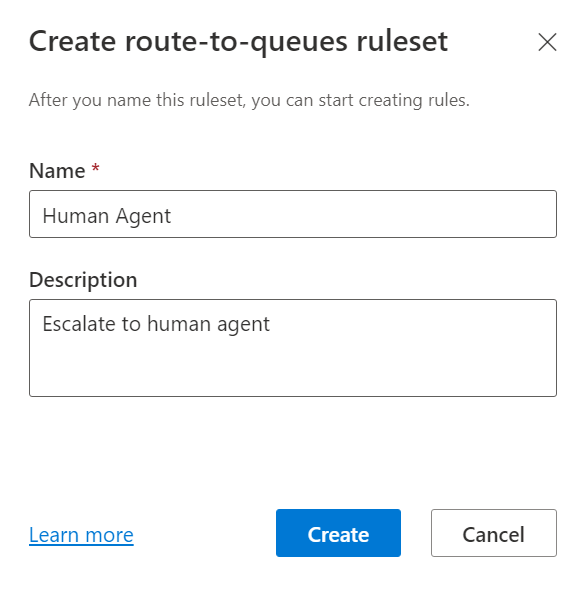 Create route-to-queues ruleset
After you name this ruleset, you can start creating rules.
Name *
Human Agent
Description
Escalate to human agent
Learn more
Create
Cancel